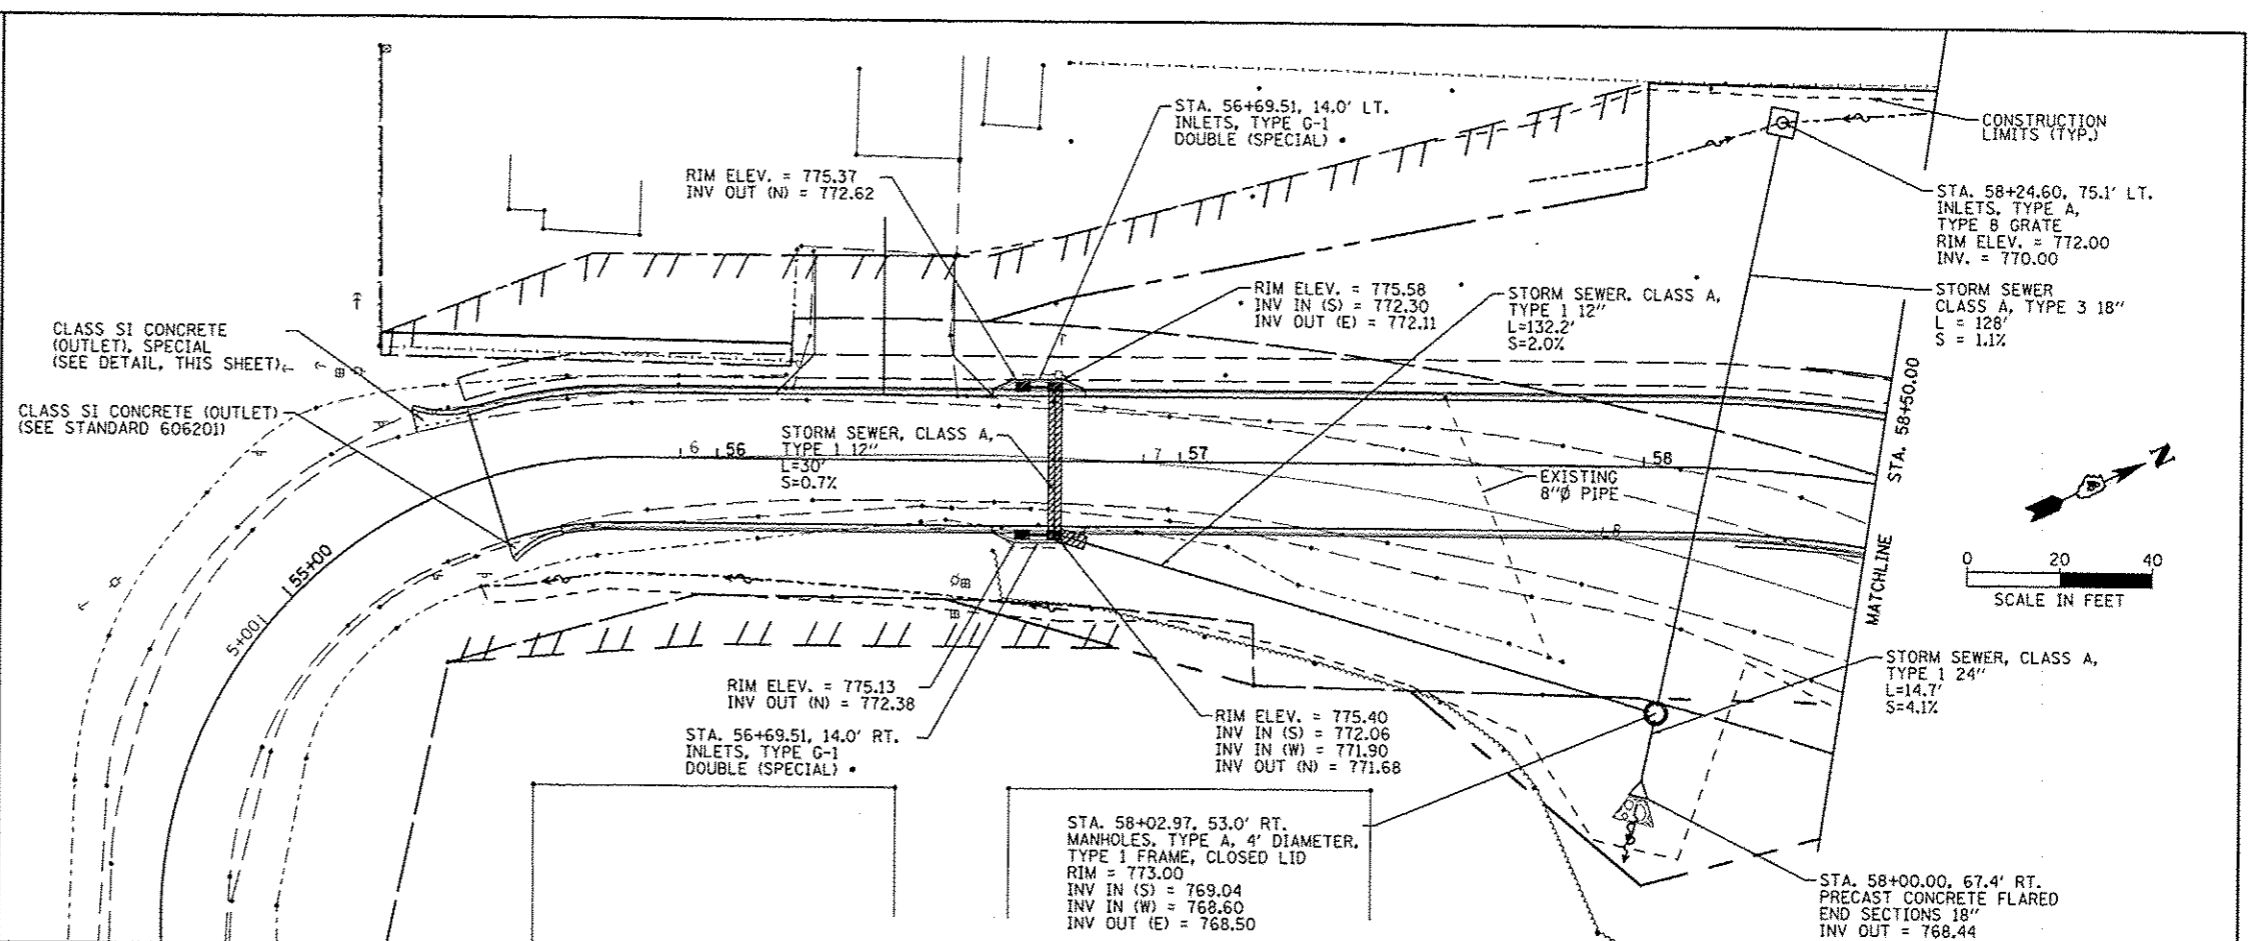 STA. 56+69.51, 14.0' LT.
INLETS, TYPE G-1
DOUBLE (SPECIAL) *
RIM ELEV. = 775.37
INV OUT (N) = 772.62
CONSTRUCTION
LIMITS (TYP.)
STA. 58+24.60, 75.1' LT.
INLETS, TYPE A,
TYPE 8 GRATE
RIM ELEV. = 772.00
INV. = 770.00
RIM ELEV. = 775.58
INV IN (S) = 772.30
INV OUT (E) = 772.11
STORM SEWER, CLASS A,
TYPE 1 12"
L=132.2'
S=2.0%
STORM SEWER
CLASS A, TYPE 3 18"
L = 128'
S = 1.1%
CLASS SI CONCRETE
(OUTLET), SPECIAL
(SEE DETAIL, THIS SHEET)
CLASS SI CONCRETE (OUTLET)
(SEE STANDARD 606201)
STORM SEWER, CLASS A,
TYPE 1 12"
L=30'
S=0.7%
6
56
7
57
58
8
EXISTING
8"Ø PIPE
MATCHLINE STA. 58+50.00
N
0 20 40
SCALE IN FEET
55+00
5+00
RIM ELEV. = 775.13
INV OUT (N) = 772.38
STA. 56+69.51, 14.0' RT.
INLETS, TYPE G-1
DOUBLE (SPECIAL) *
RIM ELEV. = 775.40
INV IN (S) = 772.06
INV IN (W) = 771.90
INV OUT (N) = 771.68
STORM SEWER, CLASS A,
TYPE 1 24"
L=14.7'
S=4.1%
STA. 58+02.97, 53.0' RT.
MANHOLES, TYPE A, 4' DIAMETER,
TYPE 1 FRAME, CLOSED LID
RIM = 773.00
INV IN (S) = 769.04
INV IN (W) = 768.60
INV OUT (E) = 768.50
STA. 58+00.00, 67.4' RT.
PRECAST CONCRETE FLARED
END SECTIONS 18"
INV OUT = 768.44